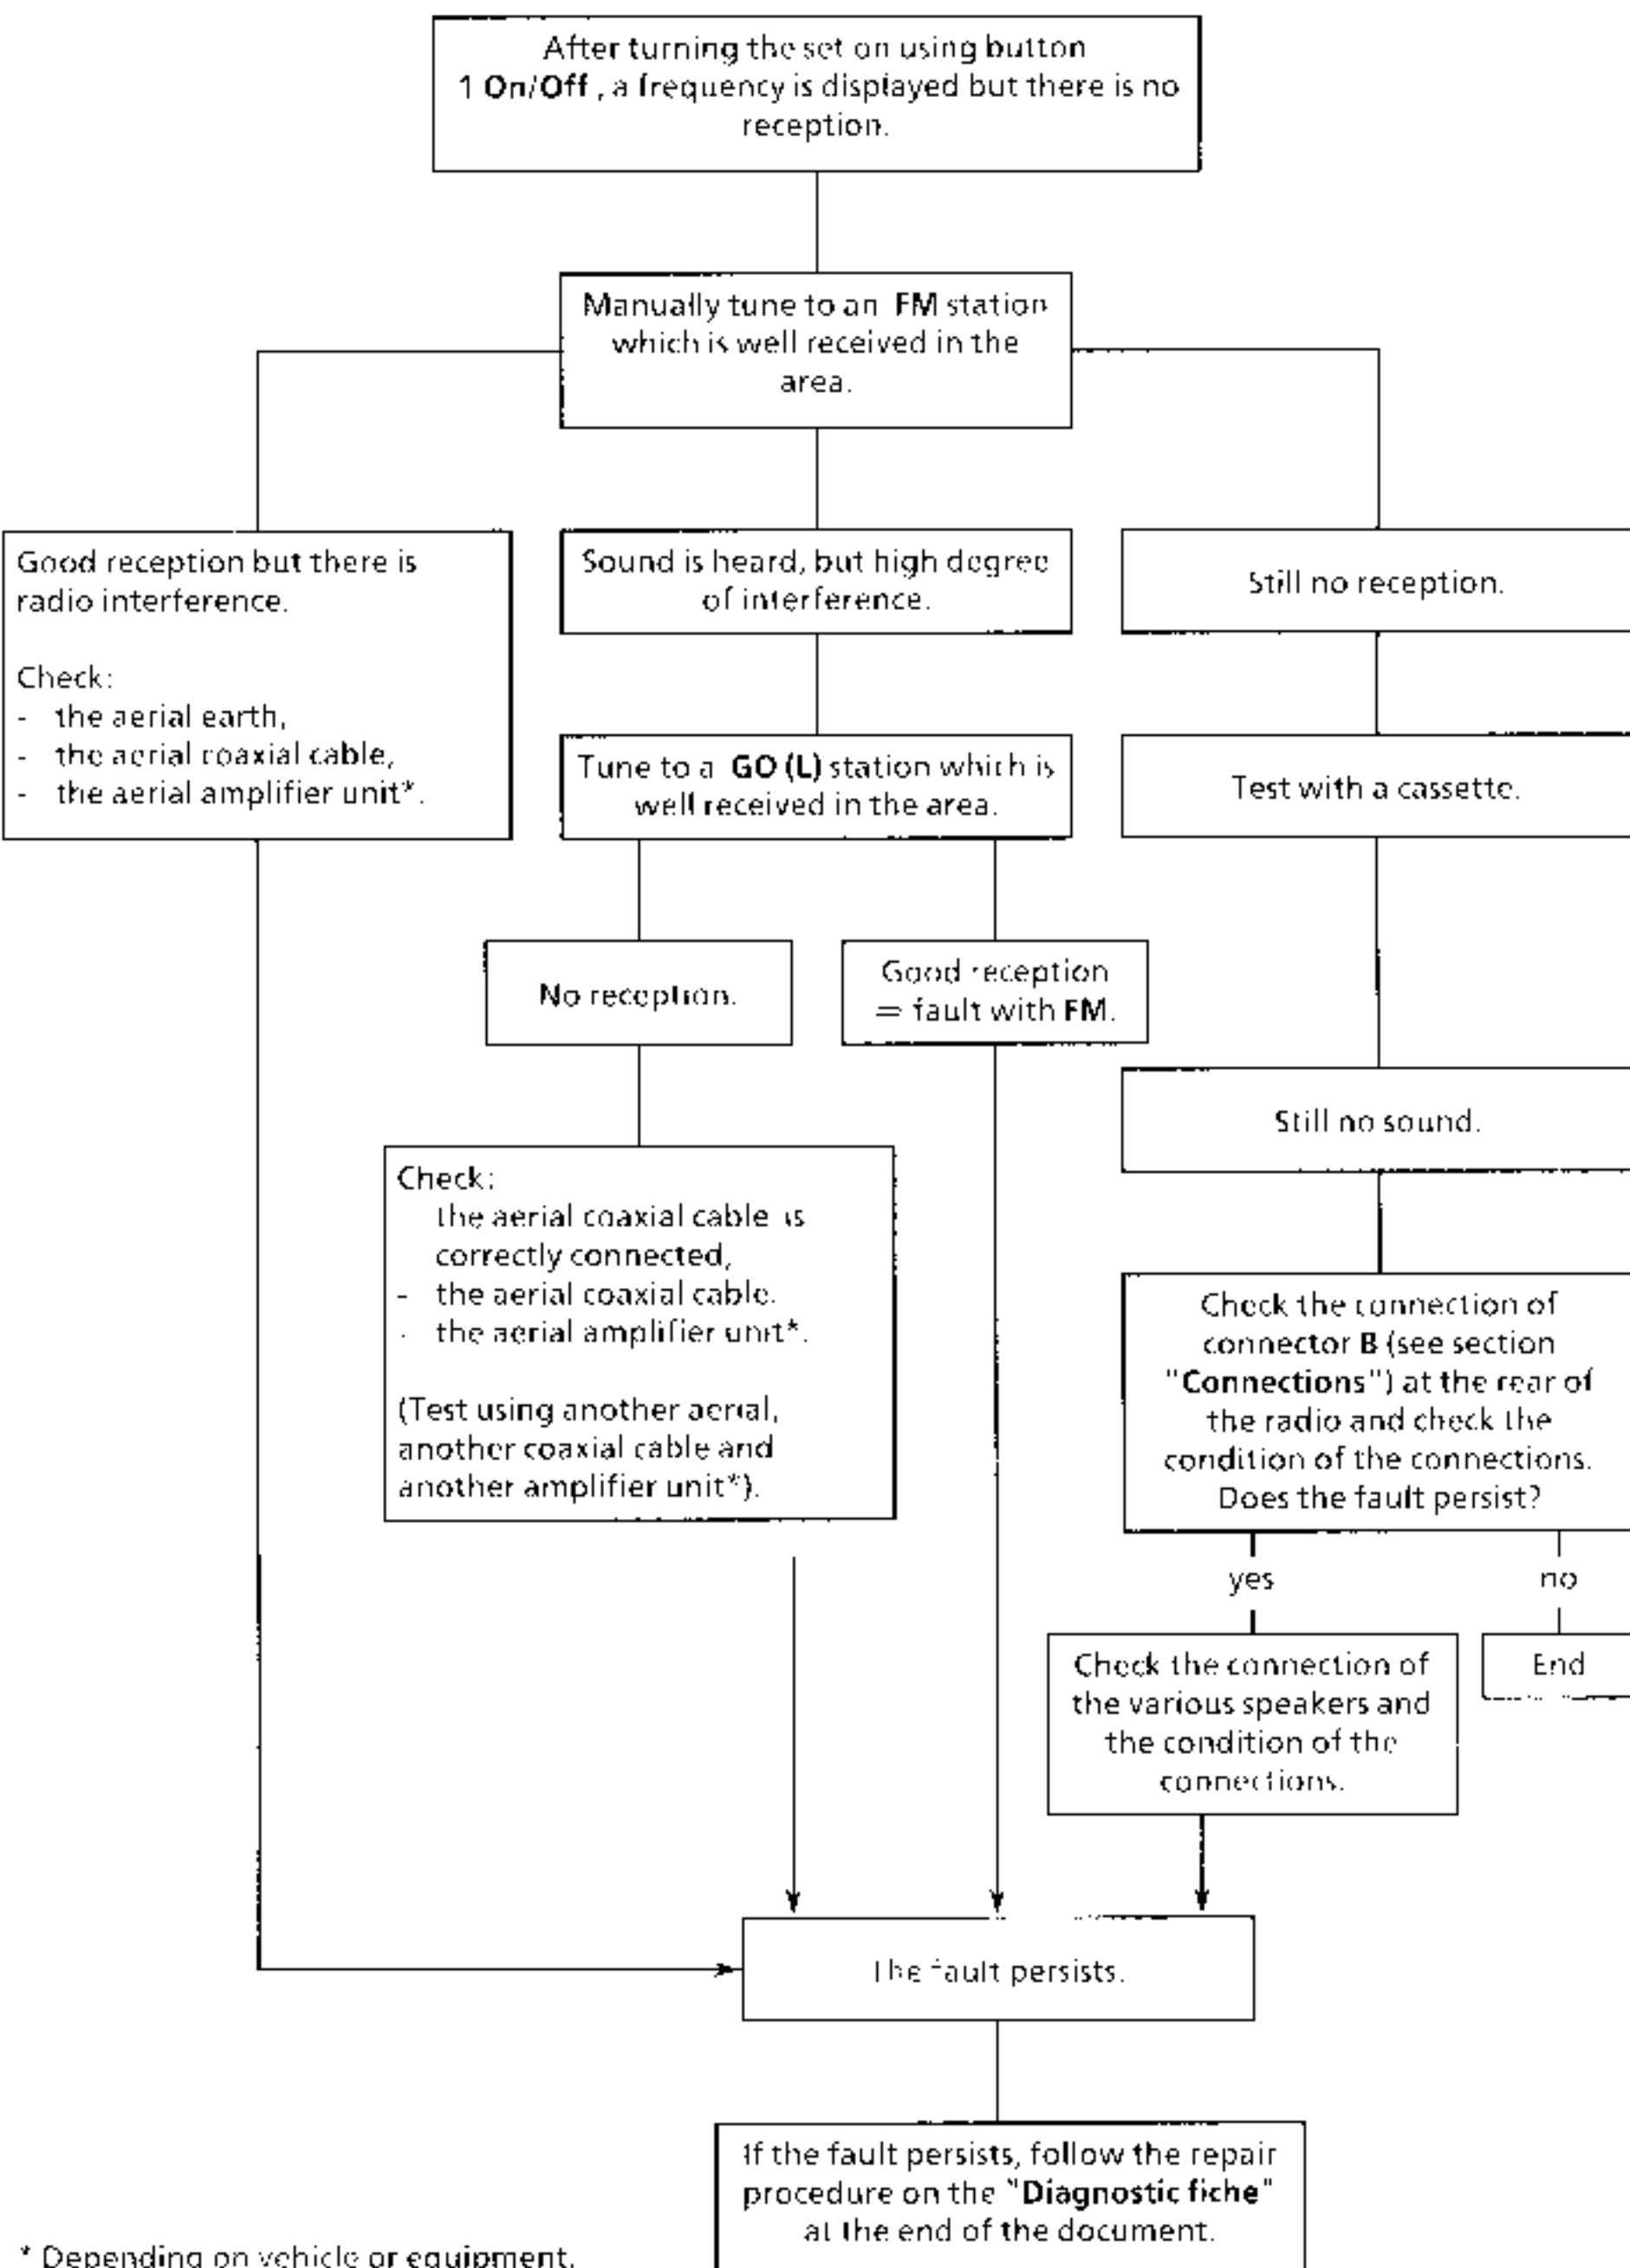 After turning the set on using button
1 On/Off , a frequency is displayed but there is no
reception.
Manually tune to an FM station
which is well received in the
area.
Good reception but there is
radio interference.
Check:
- the aerial earth,
- the aerial coaxial cable,
- the aerial amplifier unit*.
Sound is heard, but high degree
of interference.
Still no reception.
Tune to a GO (L) station which is
well received in the area.
Test with a cassette.
No reception.
Good reception
= fault with FM.
Still no sound.
Check:
the aerial coaxial cable is
correctly connected,
- the aerial coaxial cable.
- the aerial amplifier unit*.
(Test using another aerial,
another coaxial cable and
another amplifier unit*).
Check the connection of
connector B (see section
"Connections") at the rear of
the radio and check the
condition of the connections.
Does the fault persist?
yes
no
Check the connection of
the various speakers and
the condition of the
connections.
End
The fault persists.
If the fault persists, follow the repair
procedure on the "Diagnostic fiche"
at the end of the document.
* Depending on vehicle or equipment.